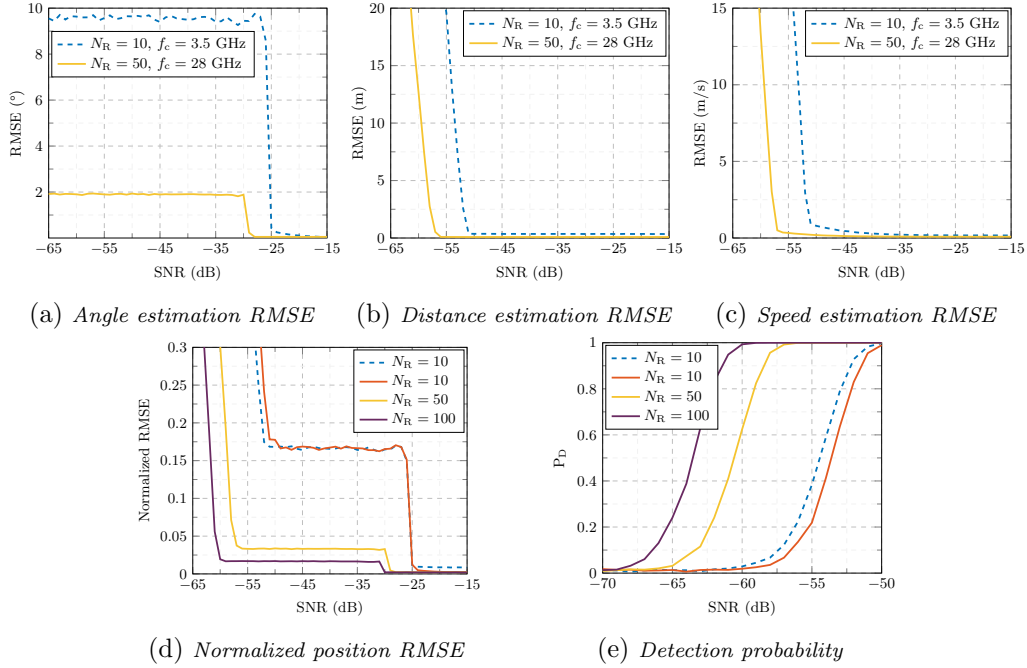 RMSE (°)
10
8
6
4
2
N_R = 10, f_c = 3.5 GHz
N_R = 50, f_c = 28 GHz
−65 −55 −45 −35 −25 −15
SNR (dB)
(a) Angle estimation RMSE
RMSE (m)
20
15
10
5
0
N_R = 10, f_c = 3.5 GHz
N_R = 50, f_c = 28 GHz
−65 −55 −45 −35 −25 −15
SNR (dB)
(b) Distance estimation RMSE
RMSE (m/s)
15
10
5
0
N_R = 10, f_c = 3.5 GHz
N_R = 50, f_c = 28 GHz
−65 −55 −45 −35 −25 −15
SNR (dB)
(c) Speed estimation RMSE
Normalized RMSE
0.3
0.25
0.2
0.15
0.1
0.05
0
N_R = 10
N_R = 10
N_R = 50
N_R = 100
−65 −55 −45 −35 −25 −15
SNR (dB)
(d) Normalized position RMSE
P_D
1
0.8
0.6
0.4
0.2
0
N_R = 10
N_R = 10
N_R = 50
N_R = 100
−70 −65 −60 −55 −50
SNR (dB)
(e) Detection probability